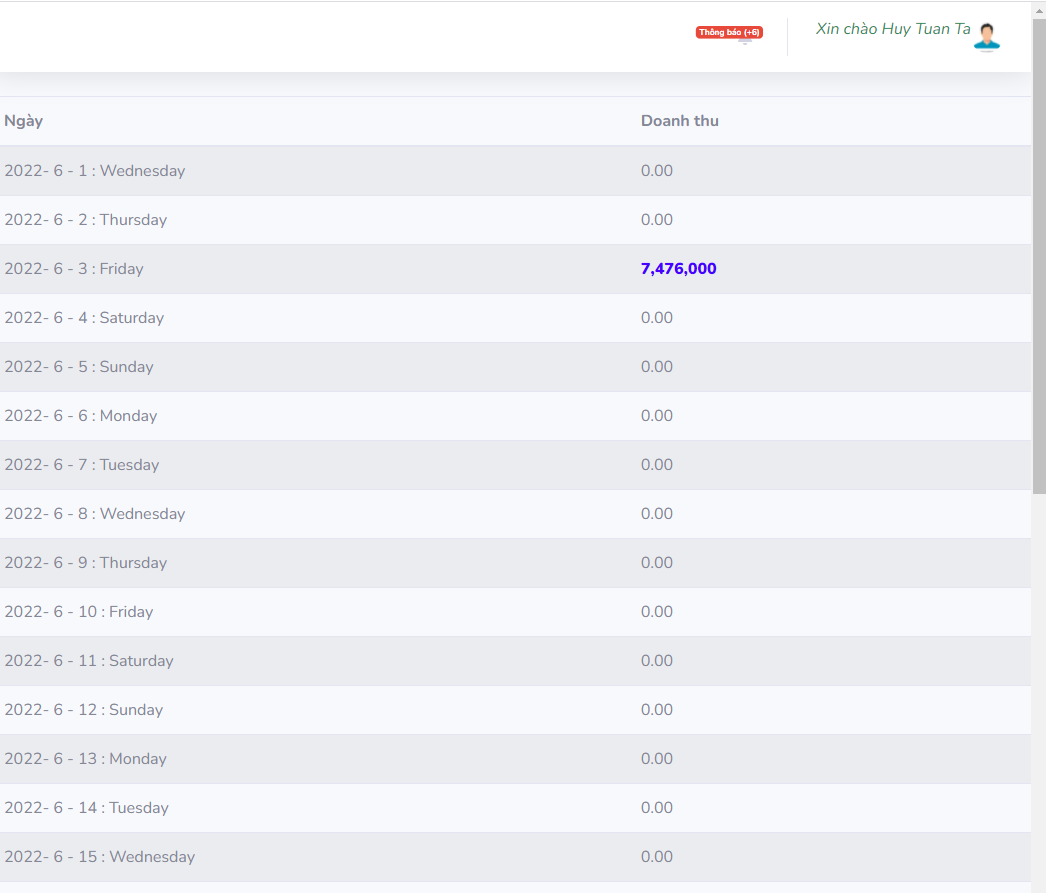 Thông báo (+6)
Xin chào Huy Tuan Ta
Ngày Doanh thu
2022- 6 - 1 : Wednesday 0.00
2022- 6 - 2 : Thursday 0.00
2022- 6 - 3 : Friday 7,476,000
2022- 6 - 4 : Saturday 0.00
2022- 6 - 5 : Sunday 0.00
2022- 6 - 6 : Monday 0.00
2022- 6 - 7 : Tuesday 0.00
2022- 6 - 8 : Wednesday 0.00
2022- 6 - 9 : Thursday 0.00
2022- 6 - 10 : Friday 0.00
2022- 6 - 11 : Saturday 0.00
2022- 6 - 12 : Sunday 0.00
2022- 6 - 13 : Monday 0.00
2022- 6 - 14 : Tuesday 0.00
2022- 6 - 15 : Wednesday 0.00